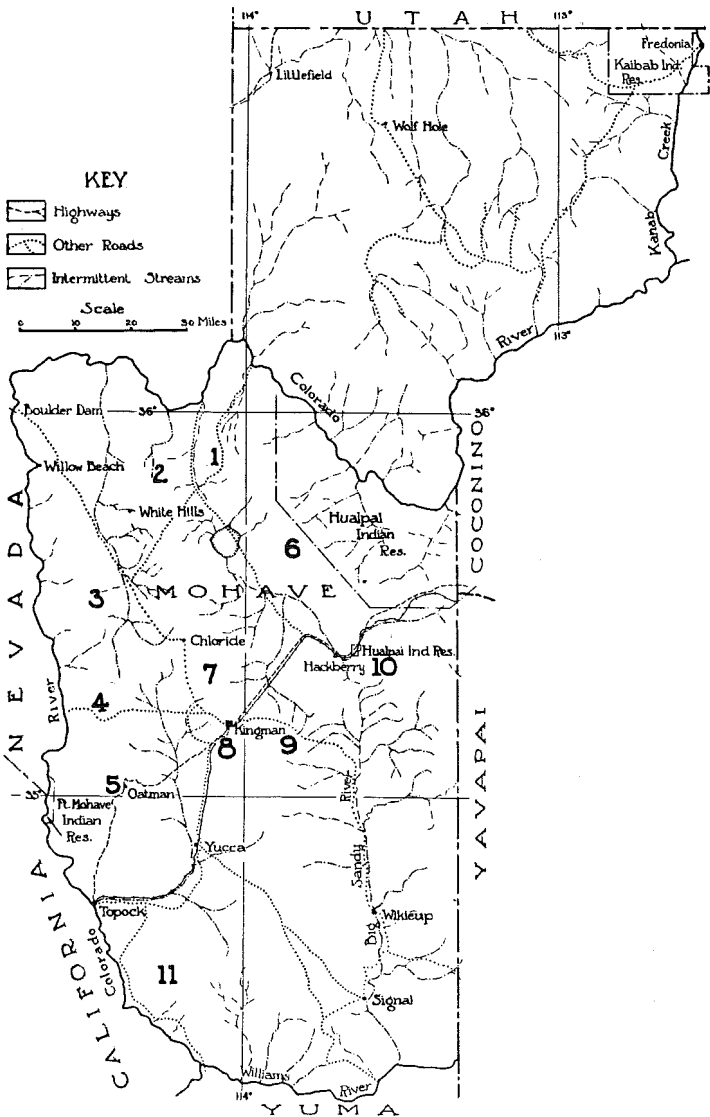 UTAH
114°
113°
Fredonia
Kaibab Ind.
Res.
Littlefield
Wolf Hole
Creek
Kanab
KEY
Highways
Other Roads
Intermittent Streams
Scale
0 10 20 30 Miles
River
113°
Colorado
Boulder Dam
36°
36°
Willow Beach
1
2
White Hills
COCONINO
Hualpai
Indian
Res.
6
NEVADA
MOHAVE
3
Chloride
Hualpai Ind Res.
Hackberry
10
7
4
River
Kingman
8
9
5
Oatman
35°
Ft. Mohave
Indian
Res.
River
YAVAPAI
Yucca
Sandy
Topock
Wikieup
Big
CALIFORNIA
Colorado
11
Signal
Williams
River
114°
YUMA